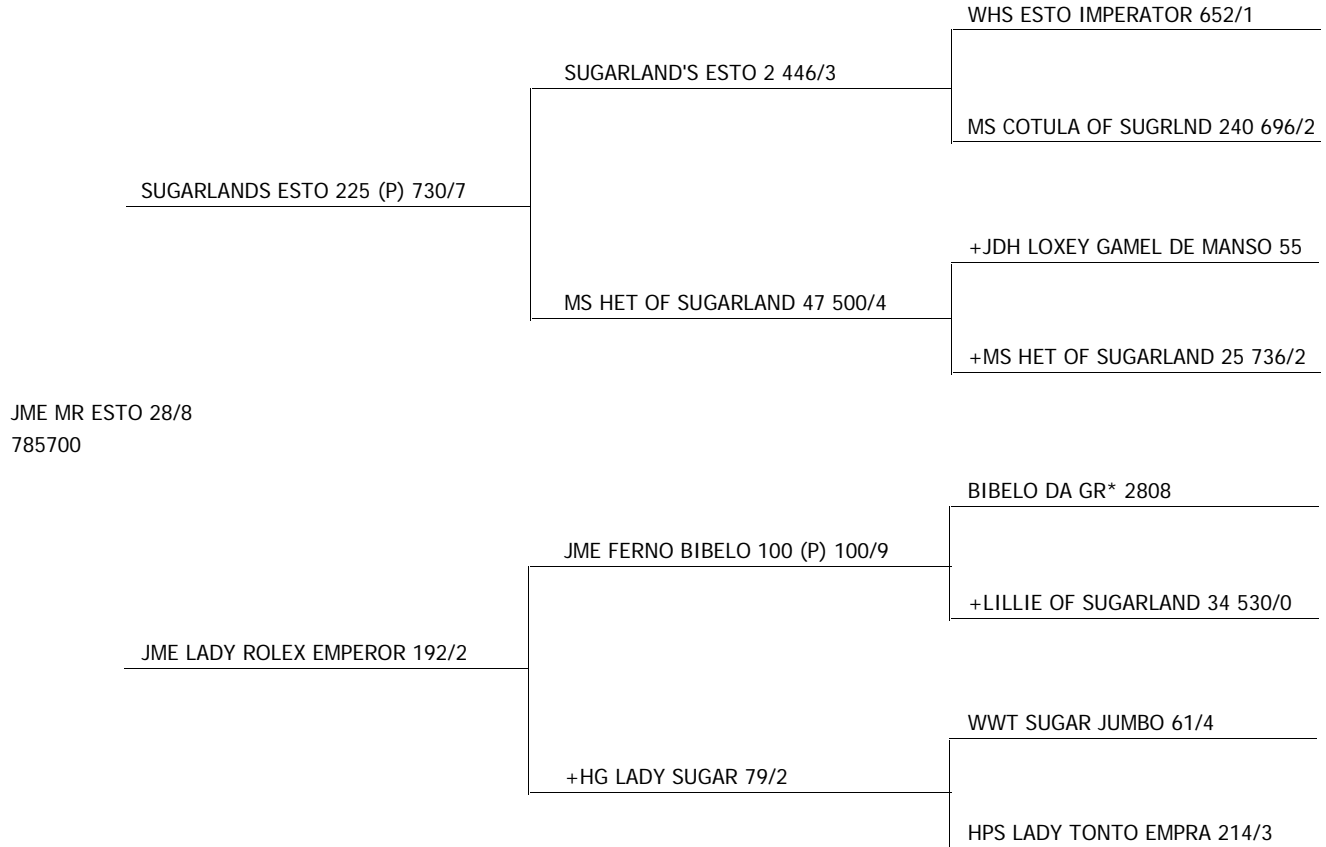 WHS ESTO IMPERATOR 652/1
SUGARLAND'S ESTO 2 446/3
MS COTULA OF SUGRLND 240 696/2
SUGARLANDS ESTO 225 (P) 730/7
+JDH LOXEY GAMEL DE MANSO 55
MS HET OF SUGARLAND 47 500/4
+MS HET OF SUGARLAND 25 736/2
JME MR ESTO 28/8
785700
BIBELO DA GR* 2808
JME FERNO BIBELO 100 (P) 100/9
+LILLIE OF SUGARLAND 34 530/0
JME LADY ROLEX EMPEROR 192/2
WWT SUGAR JUMBO 61/4
+HG LADY SUGAR 79/2
HPS LADY TONTO EMPRA 214/3